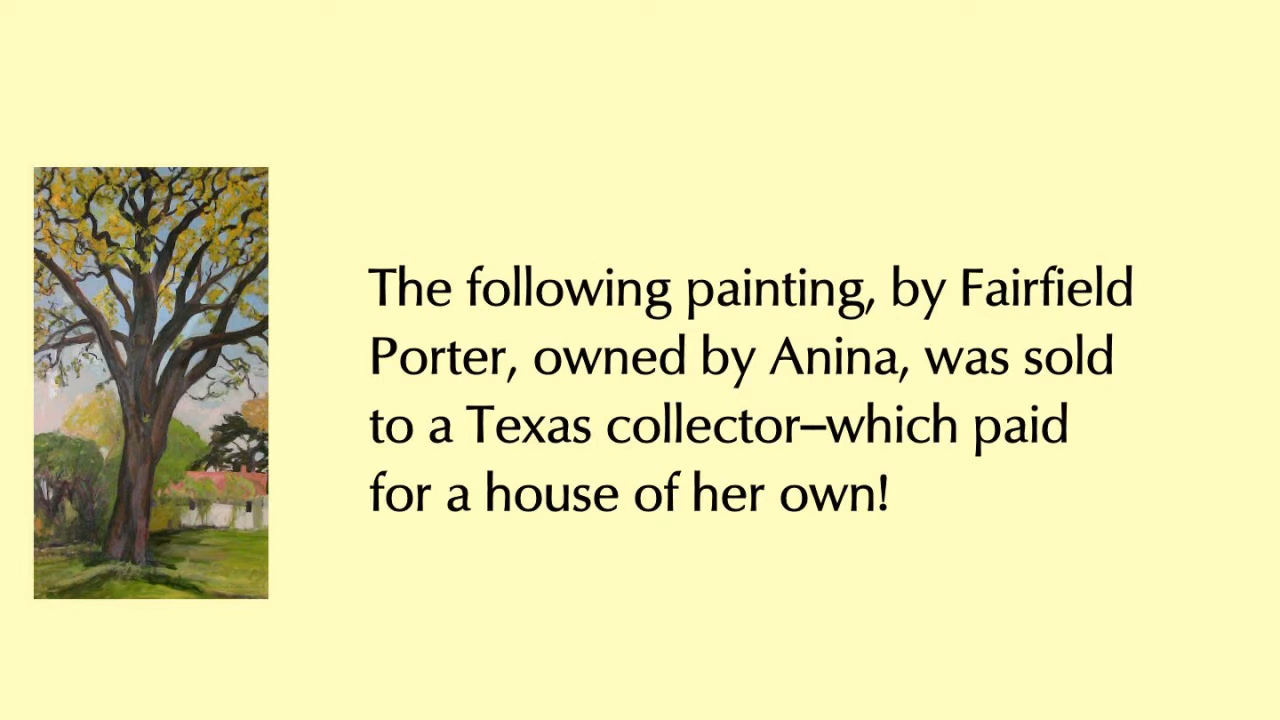 The following painting, by Fairfield
Porter, owned by Anina, was sold
to a Texas collector–which paid
for a house of her own!